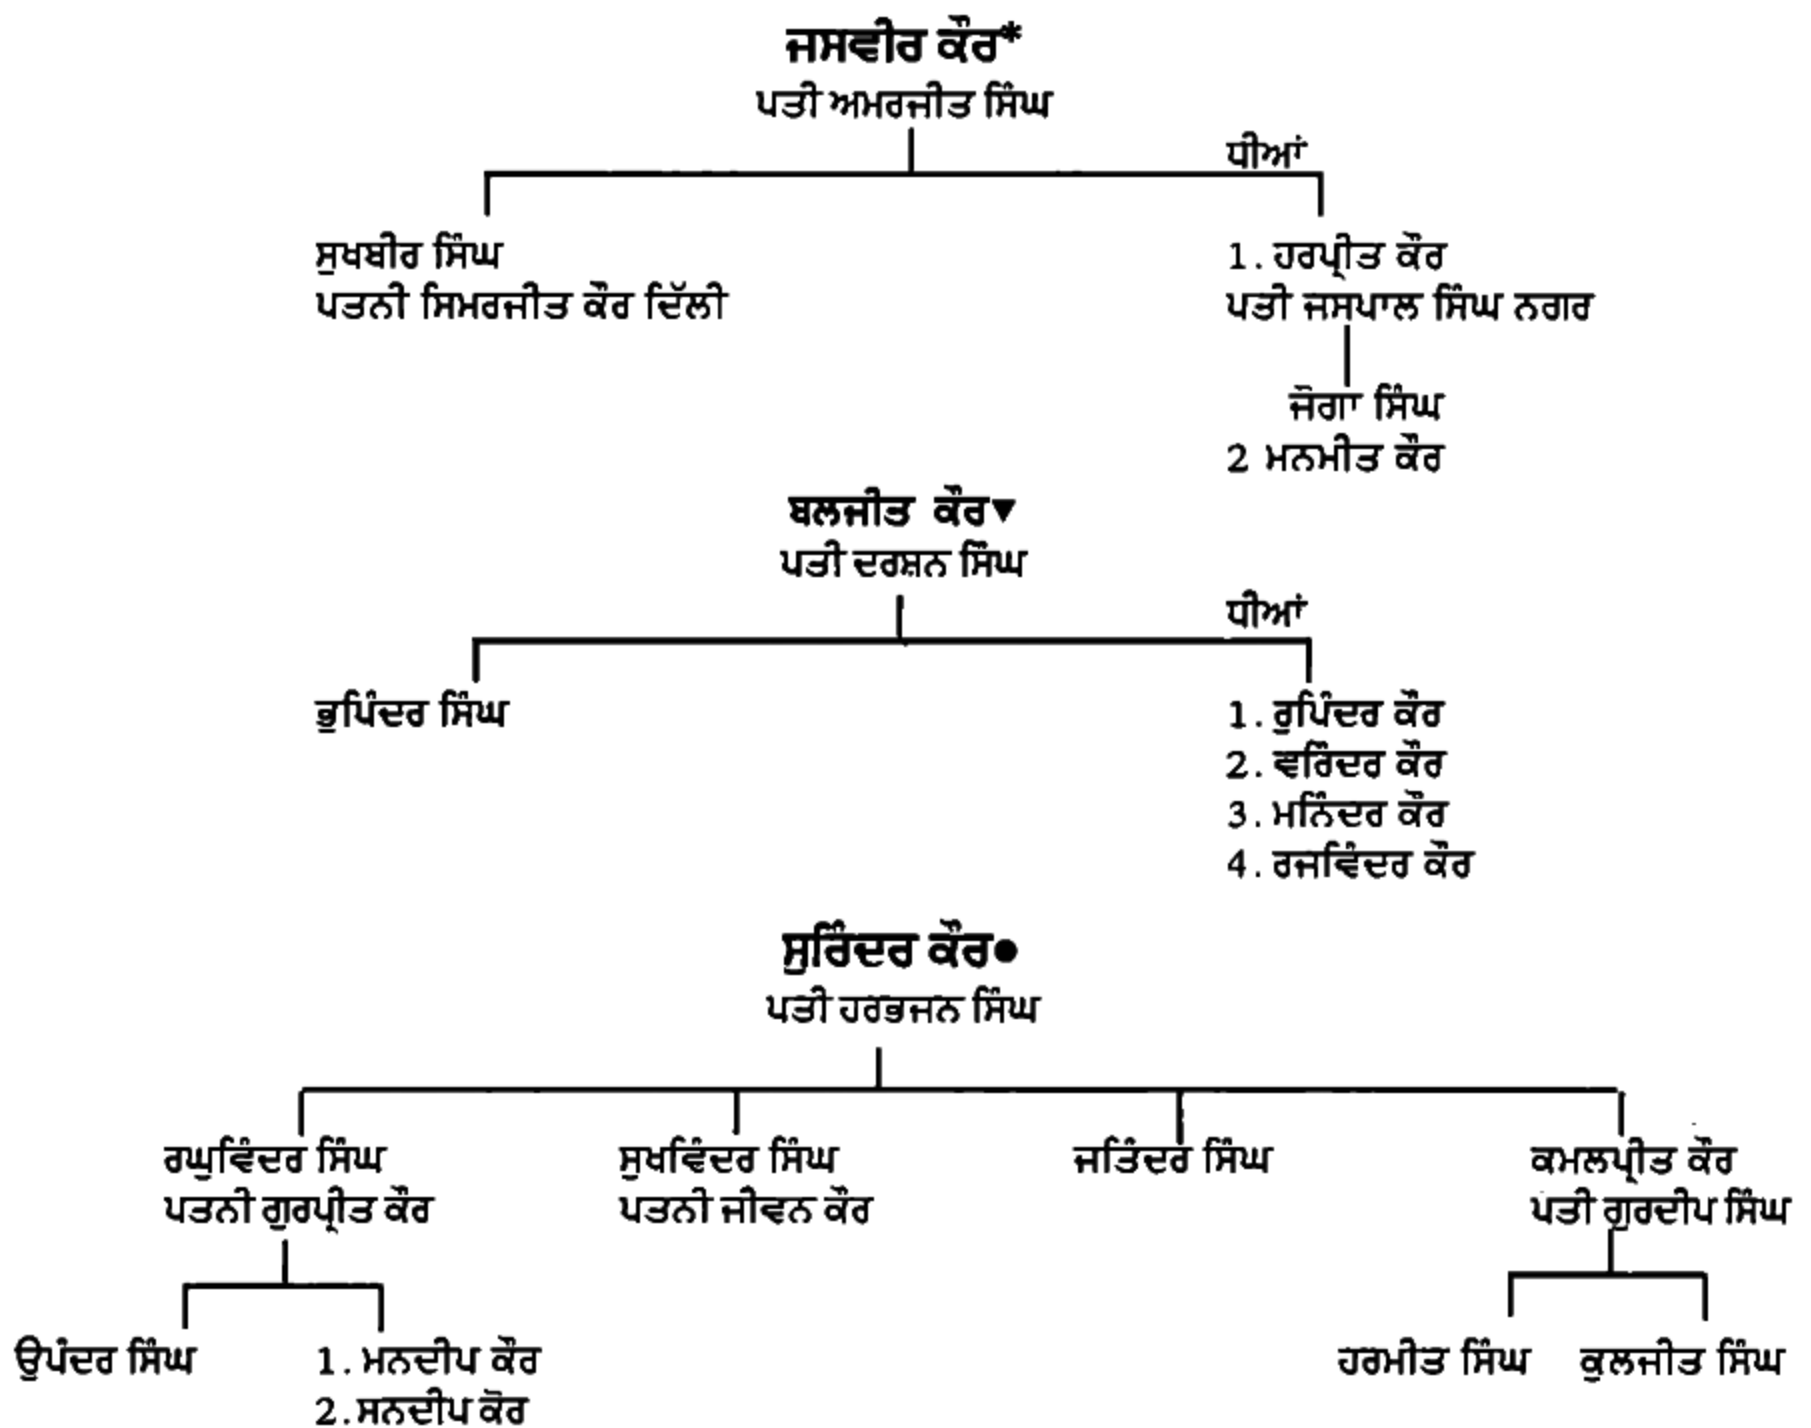 ਜਸਵੀਰ ਕੌਰ*
ਪਤੀ ਅਮਰਜੀਤ ਸਿੰਘ
ਧੀਆਂ
ਸੁਖਬੀਰ ਸਿੰਘ
ਪਤਨੀ ਸਿਮਰਜੀਤ ਕੌਰ ਦਿੱਲੀ
1. ਹਰਪ੍ਰੀਤ ਕੌਰ
ਪਤੀ ਜਸਪਾਲ ਸਿੰਘ ਨਗਰ
ਜੋਗਾ ਸਿੰਘ
2 ਮਨਮੀਤ ਕੌਰ
ਬਲਜੀਤ ਕੌਰ▼
ਪਤੀ ਦਰਸ਼ਨ ਸਿੰਘ
ਧੀਆਂ
ਭੁਪਿੰਦਰ ਸਿੰਘ
1. ਰੁਪਿੰਦਰ ਕੌਰ
2. ਵਰਿੰਦਰ ਕੌਰ
3. ਮਨਿੰਦਰ ਕੌਰ
4. ਰਜਵਿੰਦਰ ਕੌਰ
ਸੁਰਿੰਦਰ ਕੌਰ●
ਪਤੀ ਹਰਭਜਨ ਸਿੰਘ
ਰਘੁਵਿੰਦਰ ਸਿੰਘ
ਪਤਨੀ ਗੁਰਪ੍ਰੀਤ ਕੌਰ
ਸੁਖਵਿੰਦਰ ਸਿੰਘ
ਪਤਨੀ ਜੀਵਨ ਕੌਰ
ਜਤਿੰਦਰ ਸਿੰਘ
ਕਮਲਪ੍ਰੀਤ ਕੌਰ
ਪਤੀ ਗੁਰਦੀਪ ਸਿੰਘ
ਉਪੰਦਰ ਸਿੰਘ
1. ਮਨਦੀਪ ਕੌਰ
2. ਸਨਦੀਪ ਕੌਰ
ਹਰਮੀਤ ਸਿੰਘ
ਕੁਲਜੀਤ ਸਿੰਘ